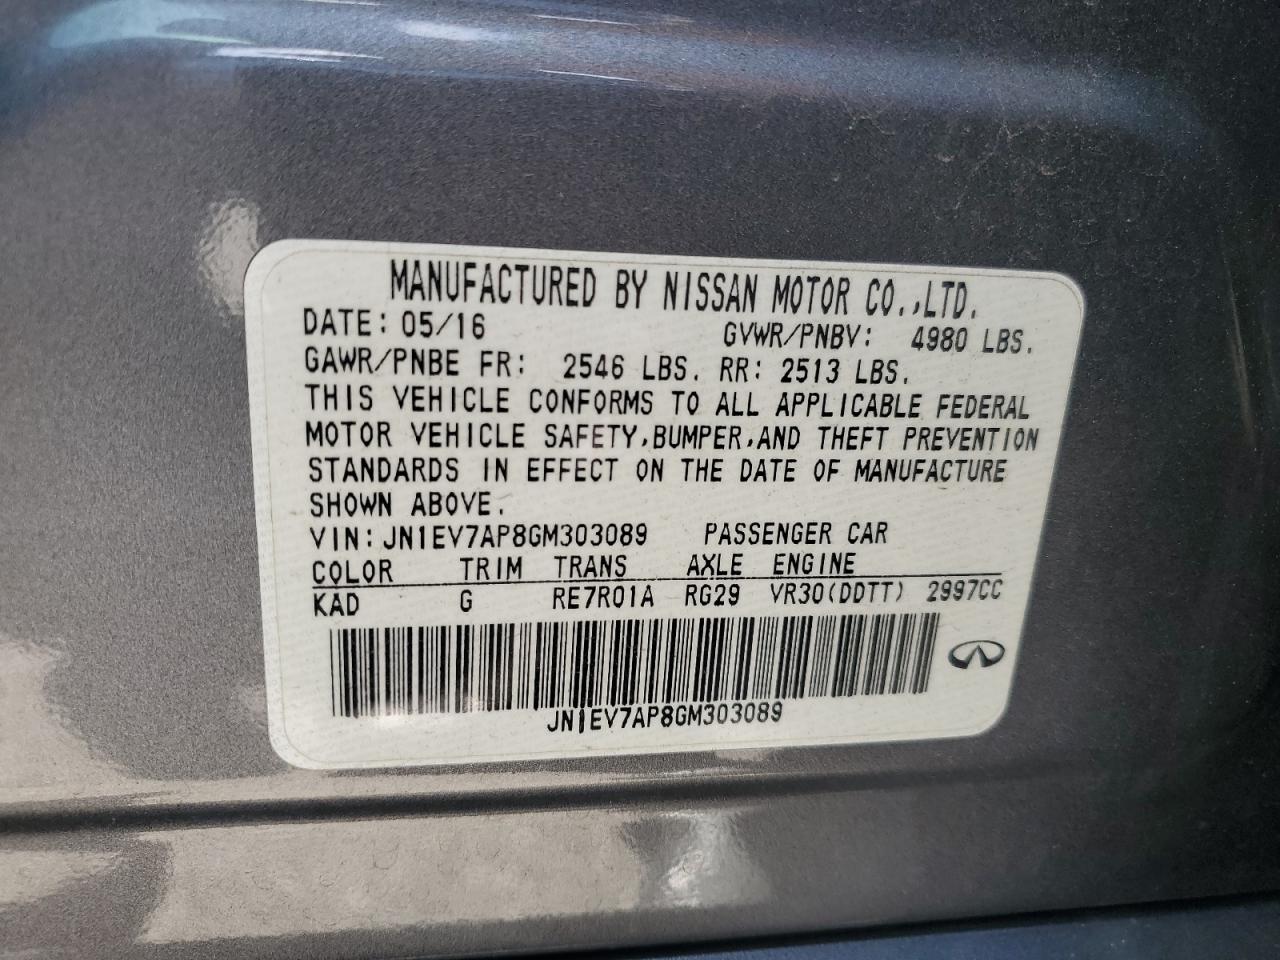 MANUFACTURED BY NISSAN MOTOR CO.,LTD.
DATE: 05/16 GVWR/PNBV: 4980 LBS.
GAWR/PNBE FR: 2546 LBS. RR: 2513 LBS.
THIS VEHICLE CONFORMS TO ALL APPLICABLE FEDERAL
MOTOR VEHICLE SAFETY,BUMPER,AND THEFT PREVENTION
STANDARDS IN EFFECT ON THE DATE OF MANUFACTURE
SHOWN ABOVE.
VIN:JN1EV7AP8GM303089 PASSENGER CAR
COLOR TRIM TRANS AXLE ENGINE
KAD G RE7R01A RG29 VR30(DDTT) 2997CC
JN1EV7AP8GM303089